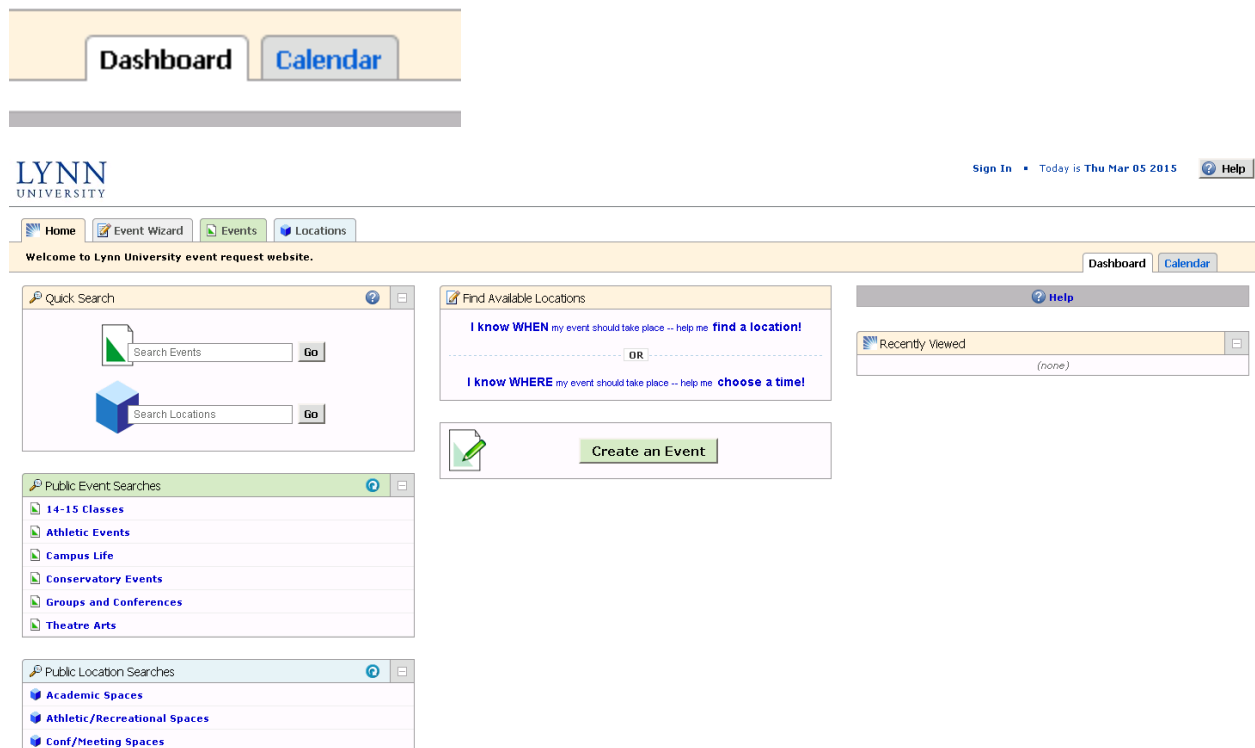 Dashboard Calendar
LYNN
UNIVERSITY
Sign In ▪ Today is Thu Mar 05 2015 Help
Home Event Wizard Events Locations
Welcome to Lynn University event request website.
Dashboard Calendar
Quick Search
Search Events Go
Search Locations Go
Public Event Searches
14-15 Classes
Athletic Events
Campus Life
Conservatory Events
Groups and Conferences
Theatre Arts
Public Location Searches
Academic Spaces
Athletic/Recreational Spaces
Conf/Meeting Spaces
Find Available Locations
I know WHEN my event should take place -- help me find a location!
OR
I know WHERE my event should take place -- help me choose a time!
Create an Event
Help
Recently Viewed
(none)